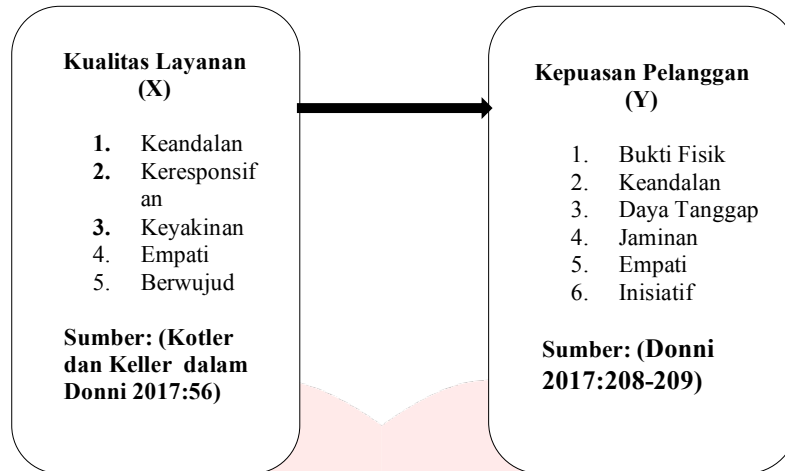 Kualitas Layanan
(X)
1. Keandalan
2. Keresponsif
an
3. Keyakinan
4. Empati
5. Berwujud
Sumber: (Kotler
dan Keller dalam
Donni 2017:56)
Kepuasan Pelanggan
(Y)
1. Bukti Fisik
2. Keandalan
3. Daya Tanggap
4. Jaminan
5. Empati
6. Inisiatif
Sumber: (Donni
2017:208-209)